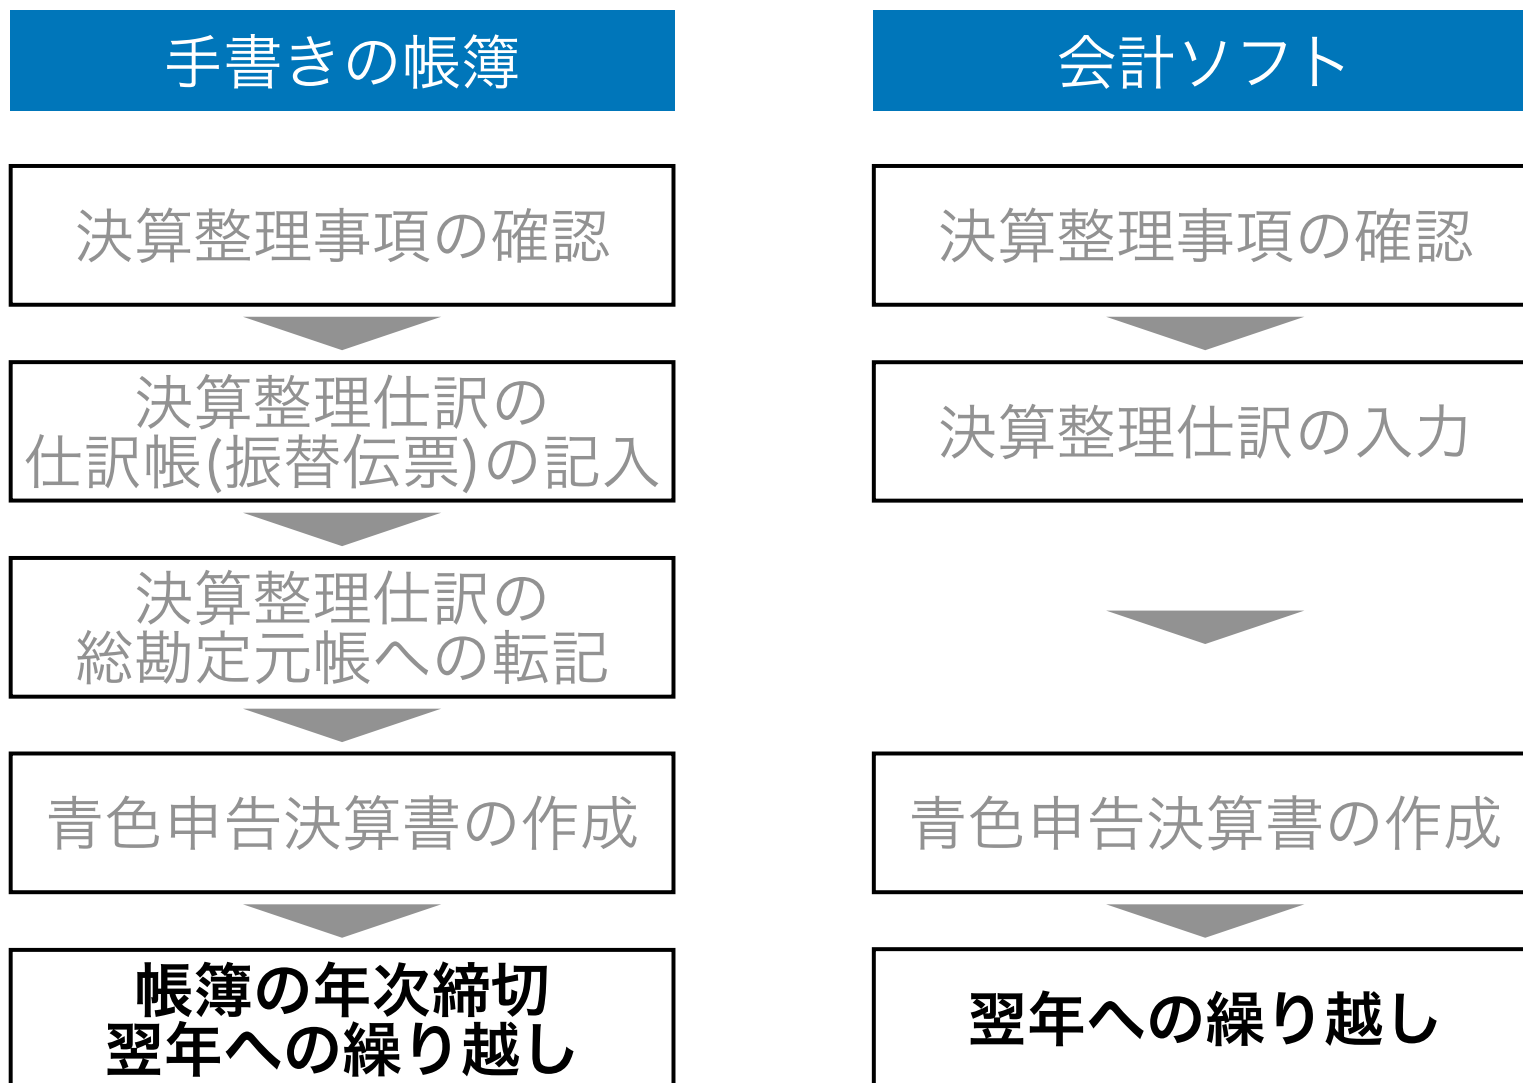 手書きの帳簿
決算整理事項の確認
決算整理仕訳の
仕訳帳(振替伝票)の記入
決算整理仕訳の
総勘定元帳への転記
青色申告決算書の作成
帳簿の年次締切
翌年への繰り越し
会計ソフト
決算整理事項の確認
決算整理仕訳の入力
青色申告決算書の作成
翌年への繰り越し